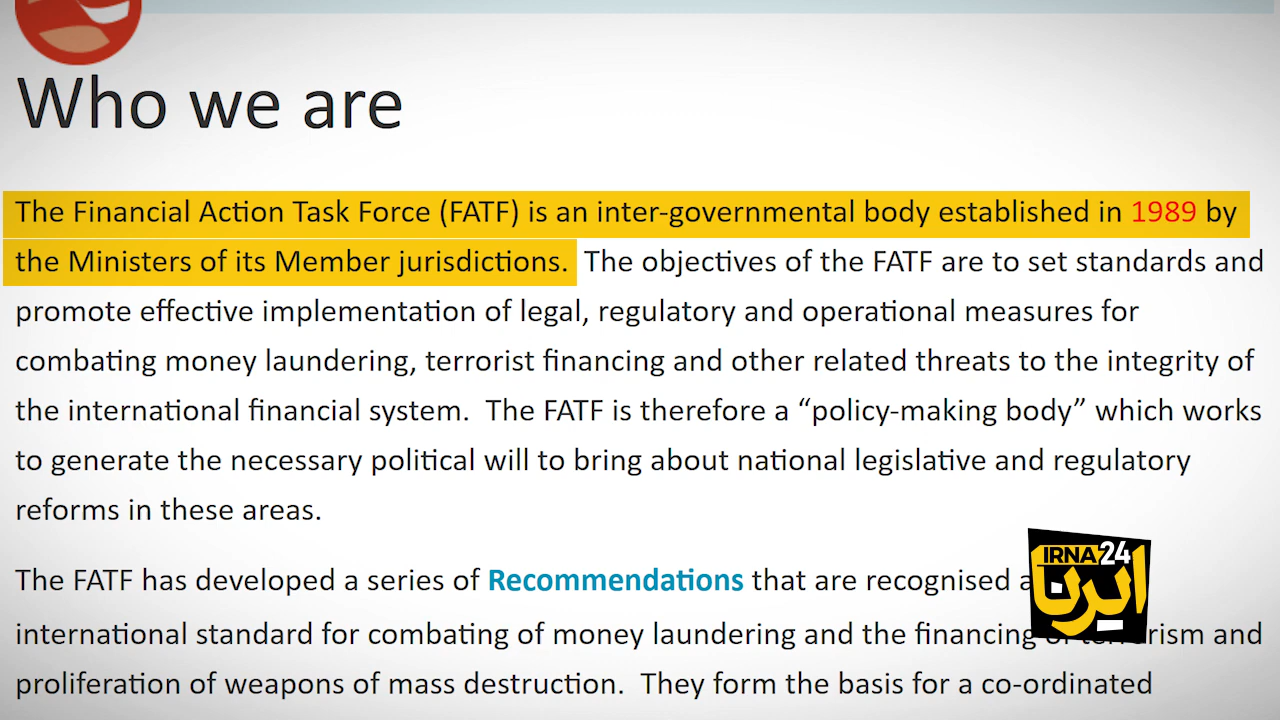 Who we are
The Financial Action Task Force (FATF) is an inter-governmental body established in 1989 by
the Ministers of its Member jurisdictions. The objectives of the FATF are to set standards and
promote effective implementation of legal, regulatory and operational measures for
combating money laundering, terrorist financing and other related threats to the integrity of
the international financial system. The FATF is therefore a “policy-making body” which works
to generate the necessary political will to bring about national legislative and regulatory
reforms in these areas.
The FATF has developed a series of Recommendations that are recognised
international standard for combating of money laundering and the financing and
proliferation of weapons of mass destruction. They form the basis for a co-ordinated
IRNA 24
ایرنا